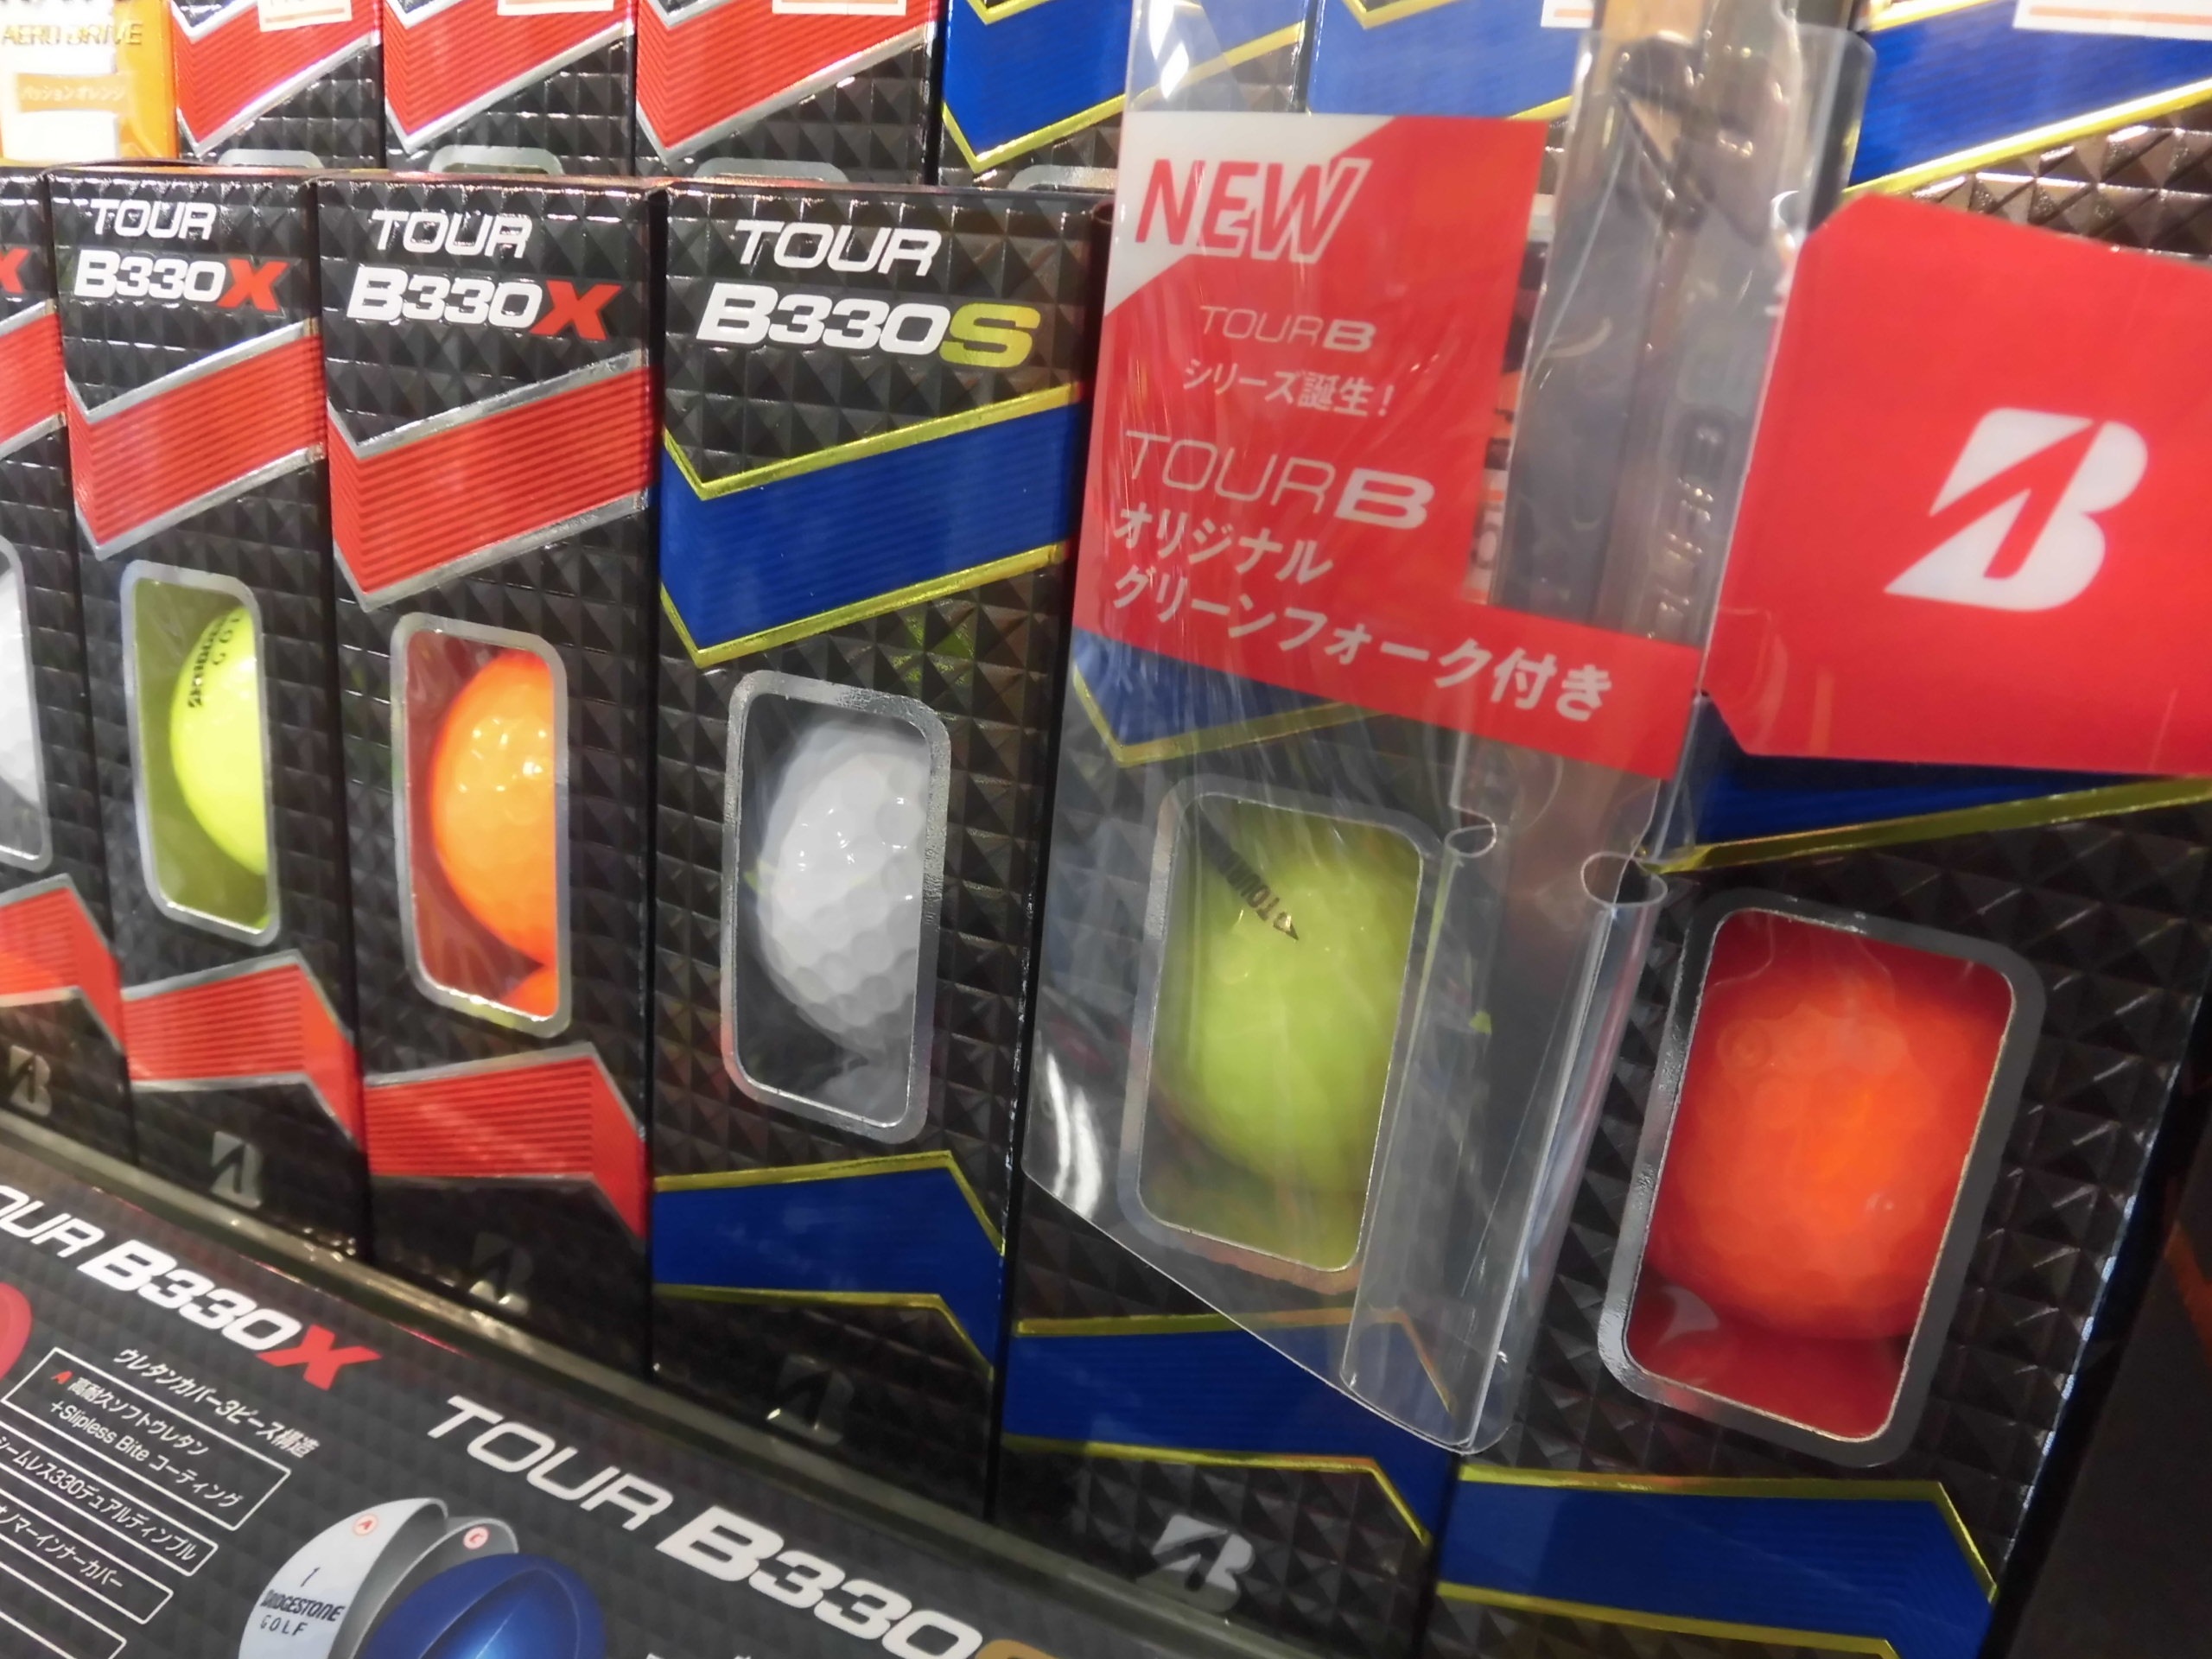 AERO DRIVE
パッションオレンジ
TOUR
B330X
TOUR
B330X
TOUR
B330S
NEW
TOUR B
シリーズ誕生!
TOUR B
オリジナル
グリーンフォーク付き
B
TOUR
TOUR B330X
ウレタンカバー3ピース構造
A 高耐久ソフトウレタン
+Slipless Bite コーティング
シームレス330デュアルディンプル
TOUR B330
A
C
1
BRIDGESTONE
GOLF